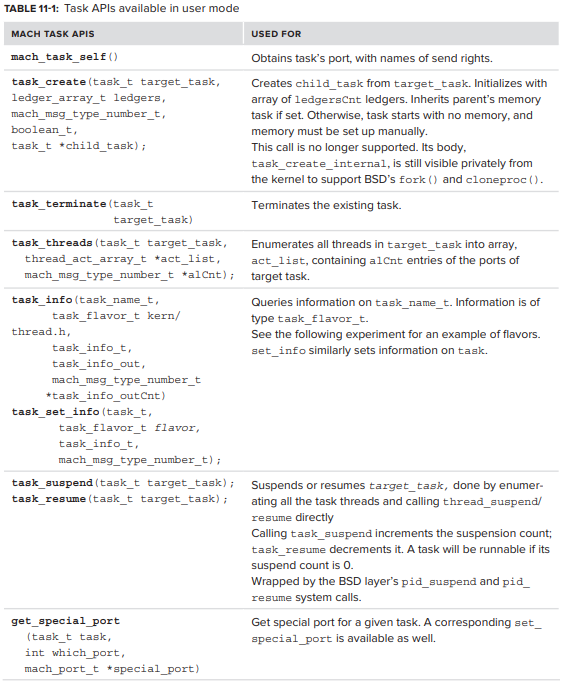 TABLE 11-1: Task APIs available in user mode
MACH TASK APIS
USED FOR
mach_task_self()
Obtains task’s port, with names of send rights.
task_create(task_t target_task,
ledger_array_t ledgers,
mach_msg_type_number_t,
boolean_t,
task_t *child_task);
Creates child_task from target_task. Initializes with
array of ledgersCnt ledgers. Inherits parent’s memory
task if set. Otherwise, task starts with no memory, and
memory must be set up manually.
This call is no longer supported. Its body,
task_create_internal, is still visible privately from
the kernel to support BSD’s fork() and cloneproc().
task_terminate(task_t
target_task)
Terminates the existing task.
task_threads(task_t target_task,
thread_act_array_t *act_list,
mach_msg_type_number_t *alCnt);
Enumerates all threads in target_task into array,
act_list, containing alCnt entries of the ports of
target task.
task_info(task_name_t,
task_flavor_t kern/
thread.h,
task_info_t,
task_info_out,
mach_msg_type_number_t
*task_info_outCnt)
task_set_info(task_t,
task_flavor_t flavor,
task_info_t,
mach_msg_type_number_t);
Queries information on task_name_t. Information is of
type task_flavor_t.
See the following experiment for an example of flavors.
set_info similarly sets information on task.
task_suspend(task_t target_task);
task_resume(task_t target_task);
Suspends or resumes target_task, done by enumer-
ating all the task threads and calling thread_suspend/
resume directly
Calling task_suspend increments the suspension count;
task_resume decrements it. A task will be runnable if its
suspend count is 0.
Wrapped by the BSD layer’s pid_suspend and pid_
resume system calls.
get_special_port
(task_t task,
int which_port,
mach_port_t *special_port)
Get special port for a given task. A corresponding set_
special_port is available as well.